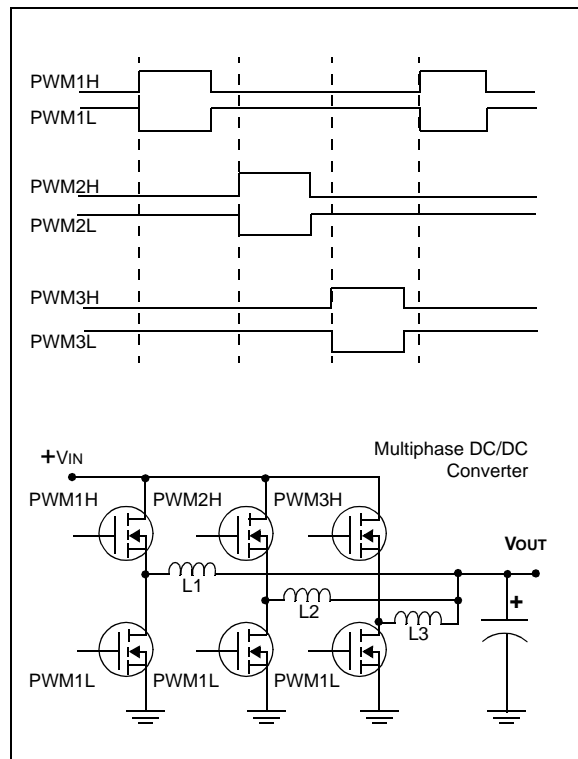 PWM1H
PWM1L
PWM2H
PWM2L
PWM3H
PWM3L
Multiphase DC/DC
Converter
+VIN
PWM1H
PWM2H
PWM3H
VOUT
L1
L2
L3
+
PWM1L
PWM1L
PWM1L